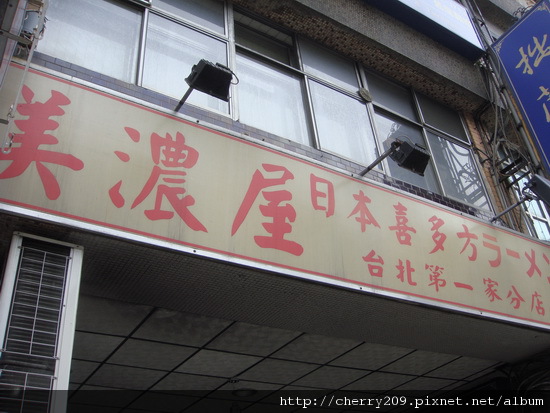 美濃屋日本喜多方ラーメン
台北第一家分店
http://cherry209.pixnet.net/album